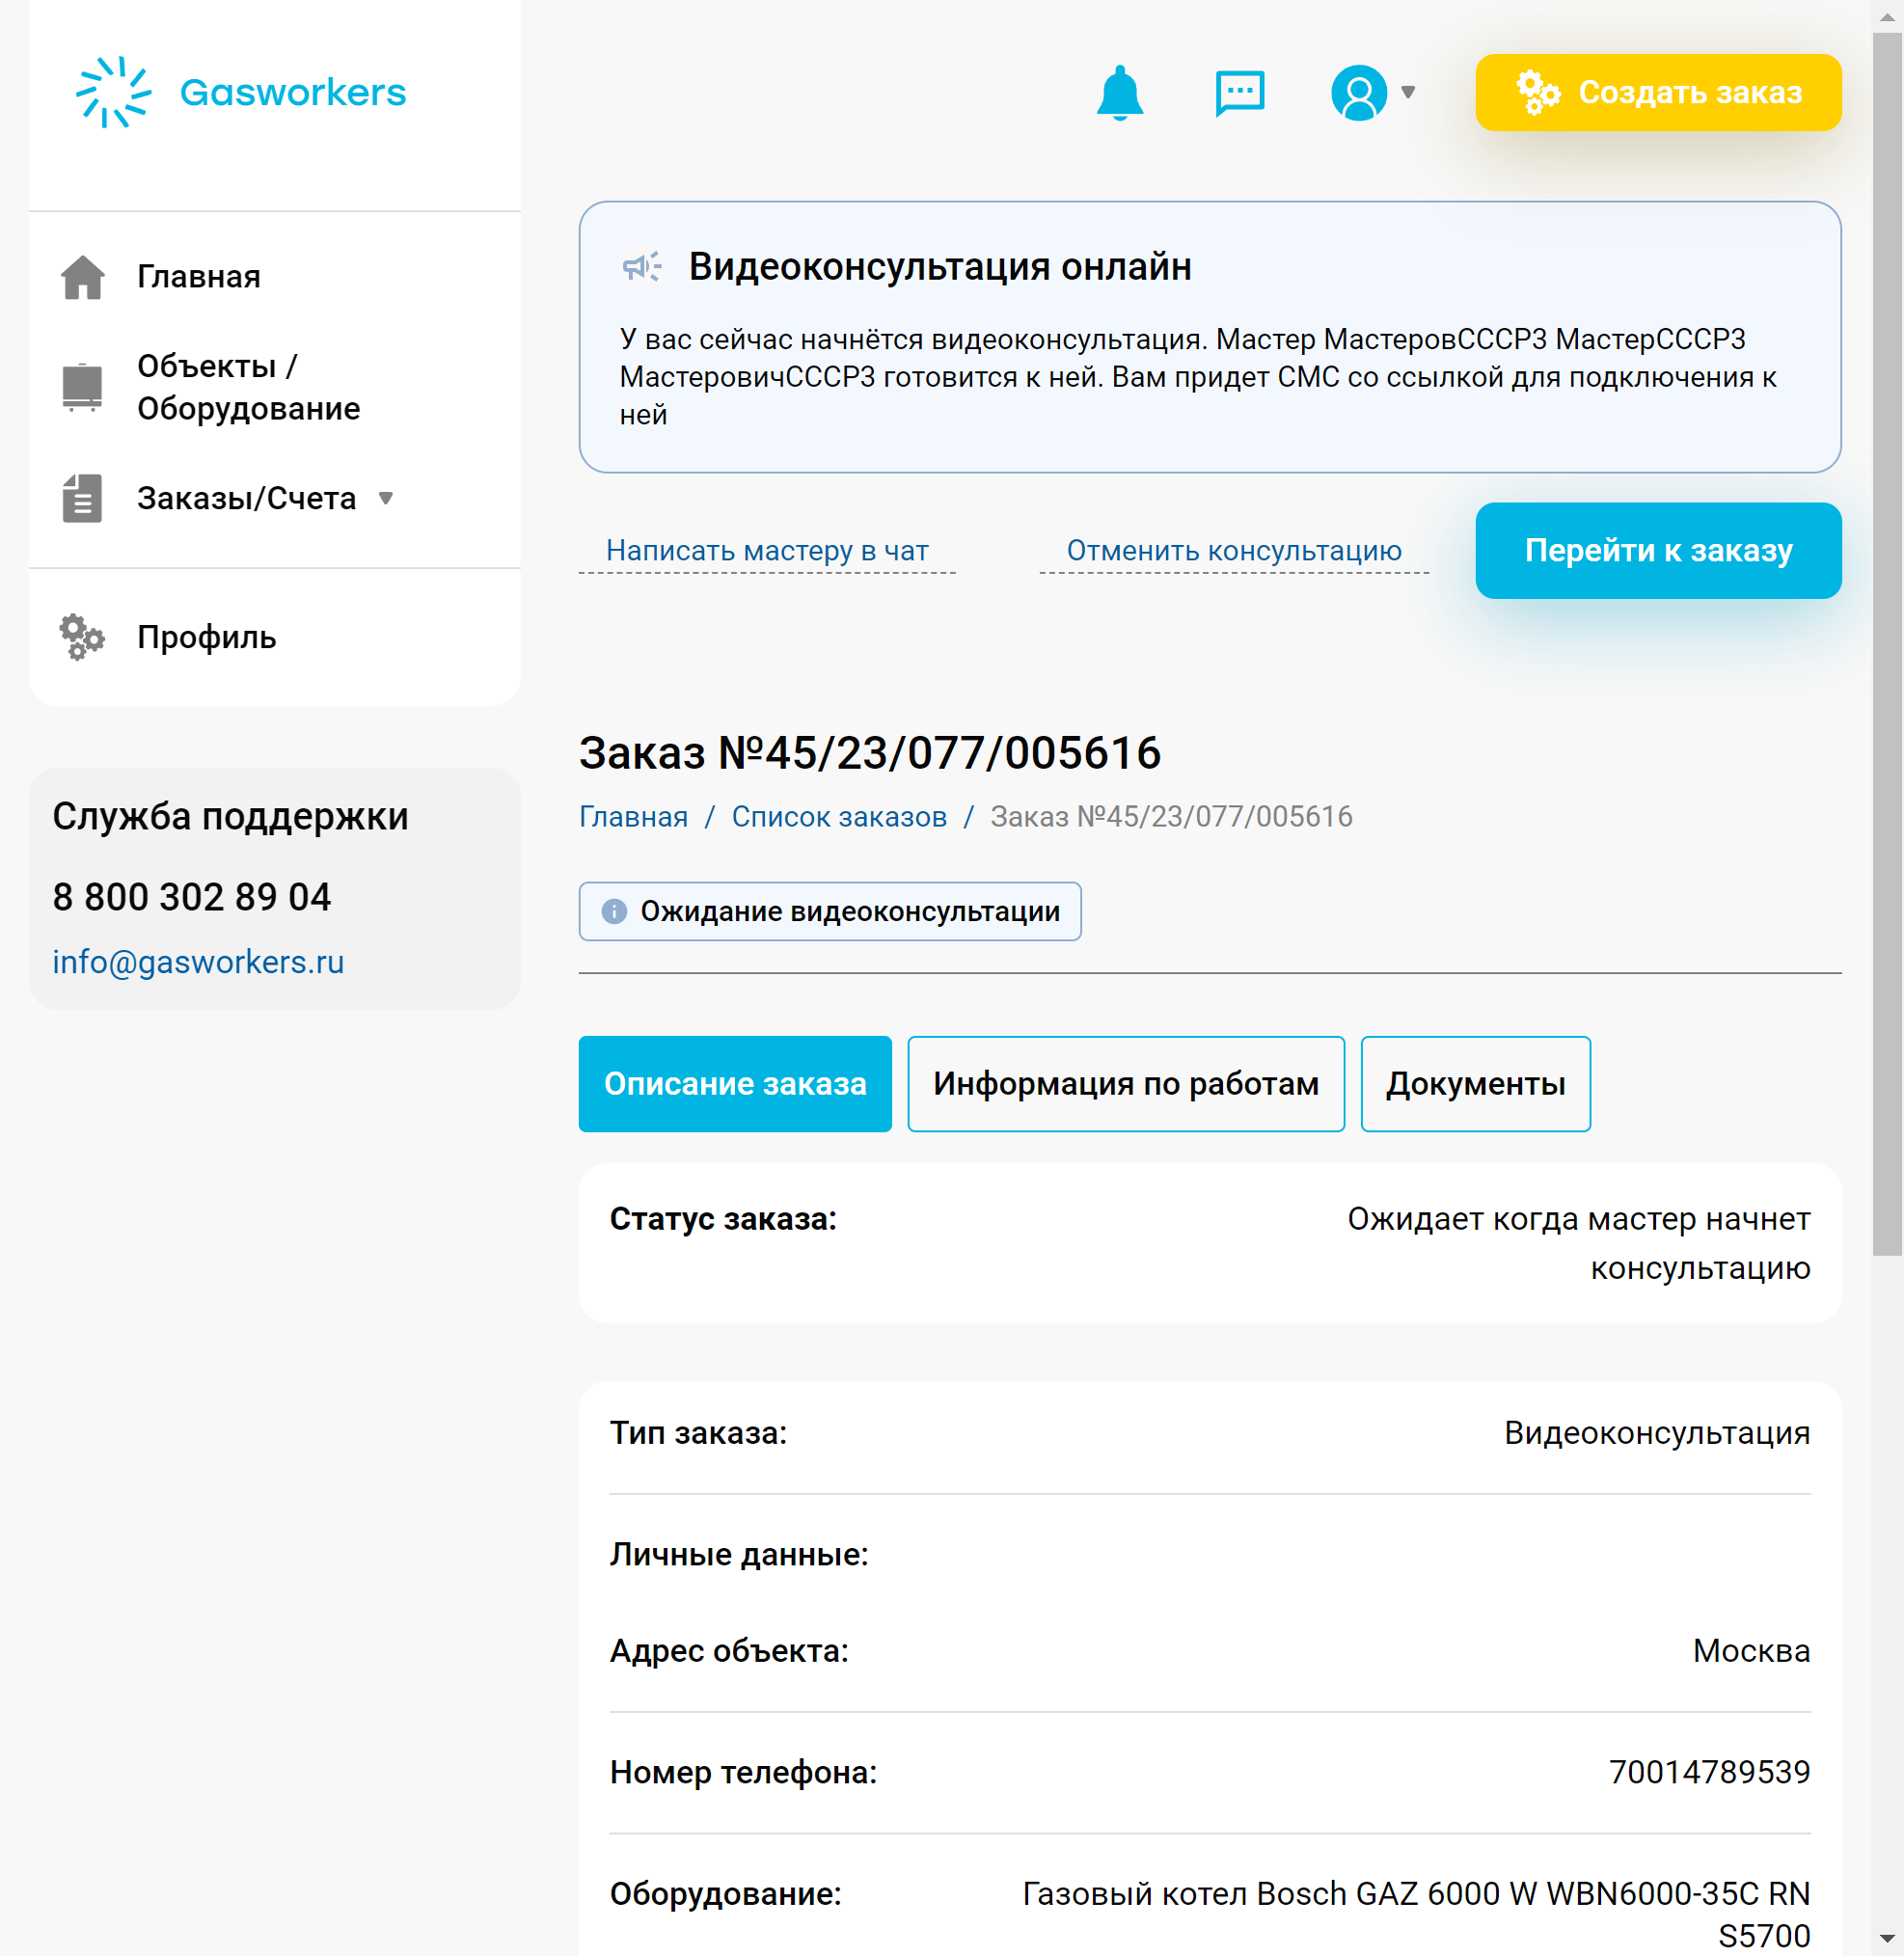 Gasworkers
Создать заказ
Главная
Объекты /
Оборудование
Заказы/Счета
Профиль
Служба поддержки
8 800 302 89 04
info@gasworkers.ru
Видеоконсультация онлайн
У вас сейчас начнётся видеоконсультация. Мастер МастеровСССР3 МастерСССР3
МастеровичСССР3 готовится к ней. Вам придет СМС со ссылкой для подключения к
ней
Написать мастеру в чат
Отменить консультацию
Перейти к заказу
Заказ №45/23/077/005616
Главная / Список заказов / Заказ №45/23/077/005616
Ожидание видеоконсультации
Описание заказа
Информация по работам
Документы
Статус заказа:
Ожидает когда мастер начнет
консультацию
Тип заказа:
Видеоконсультация
Личные данные:
Адрес объекта:
Москва
Номер телефона:
70014789539
Оборудование:
Газовый котел Bosch GAZ 6000 W WBN6000-35C RN
S5700